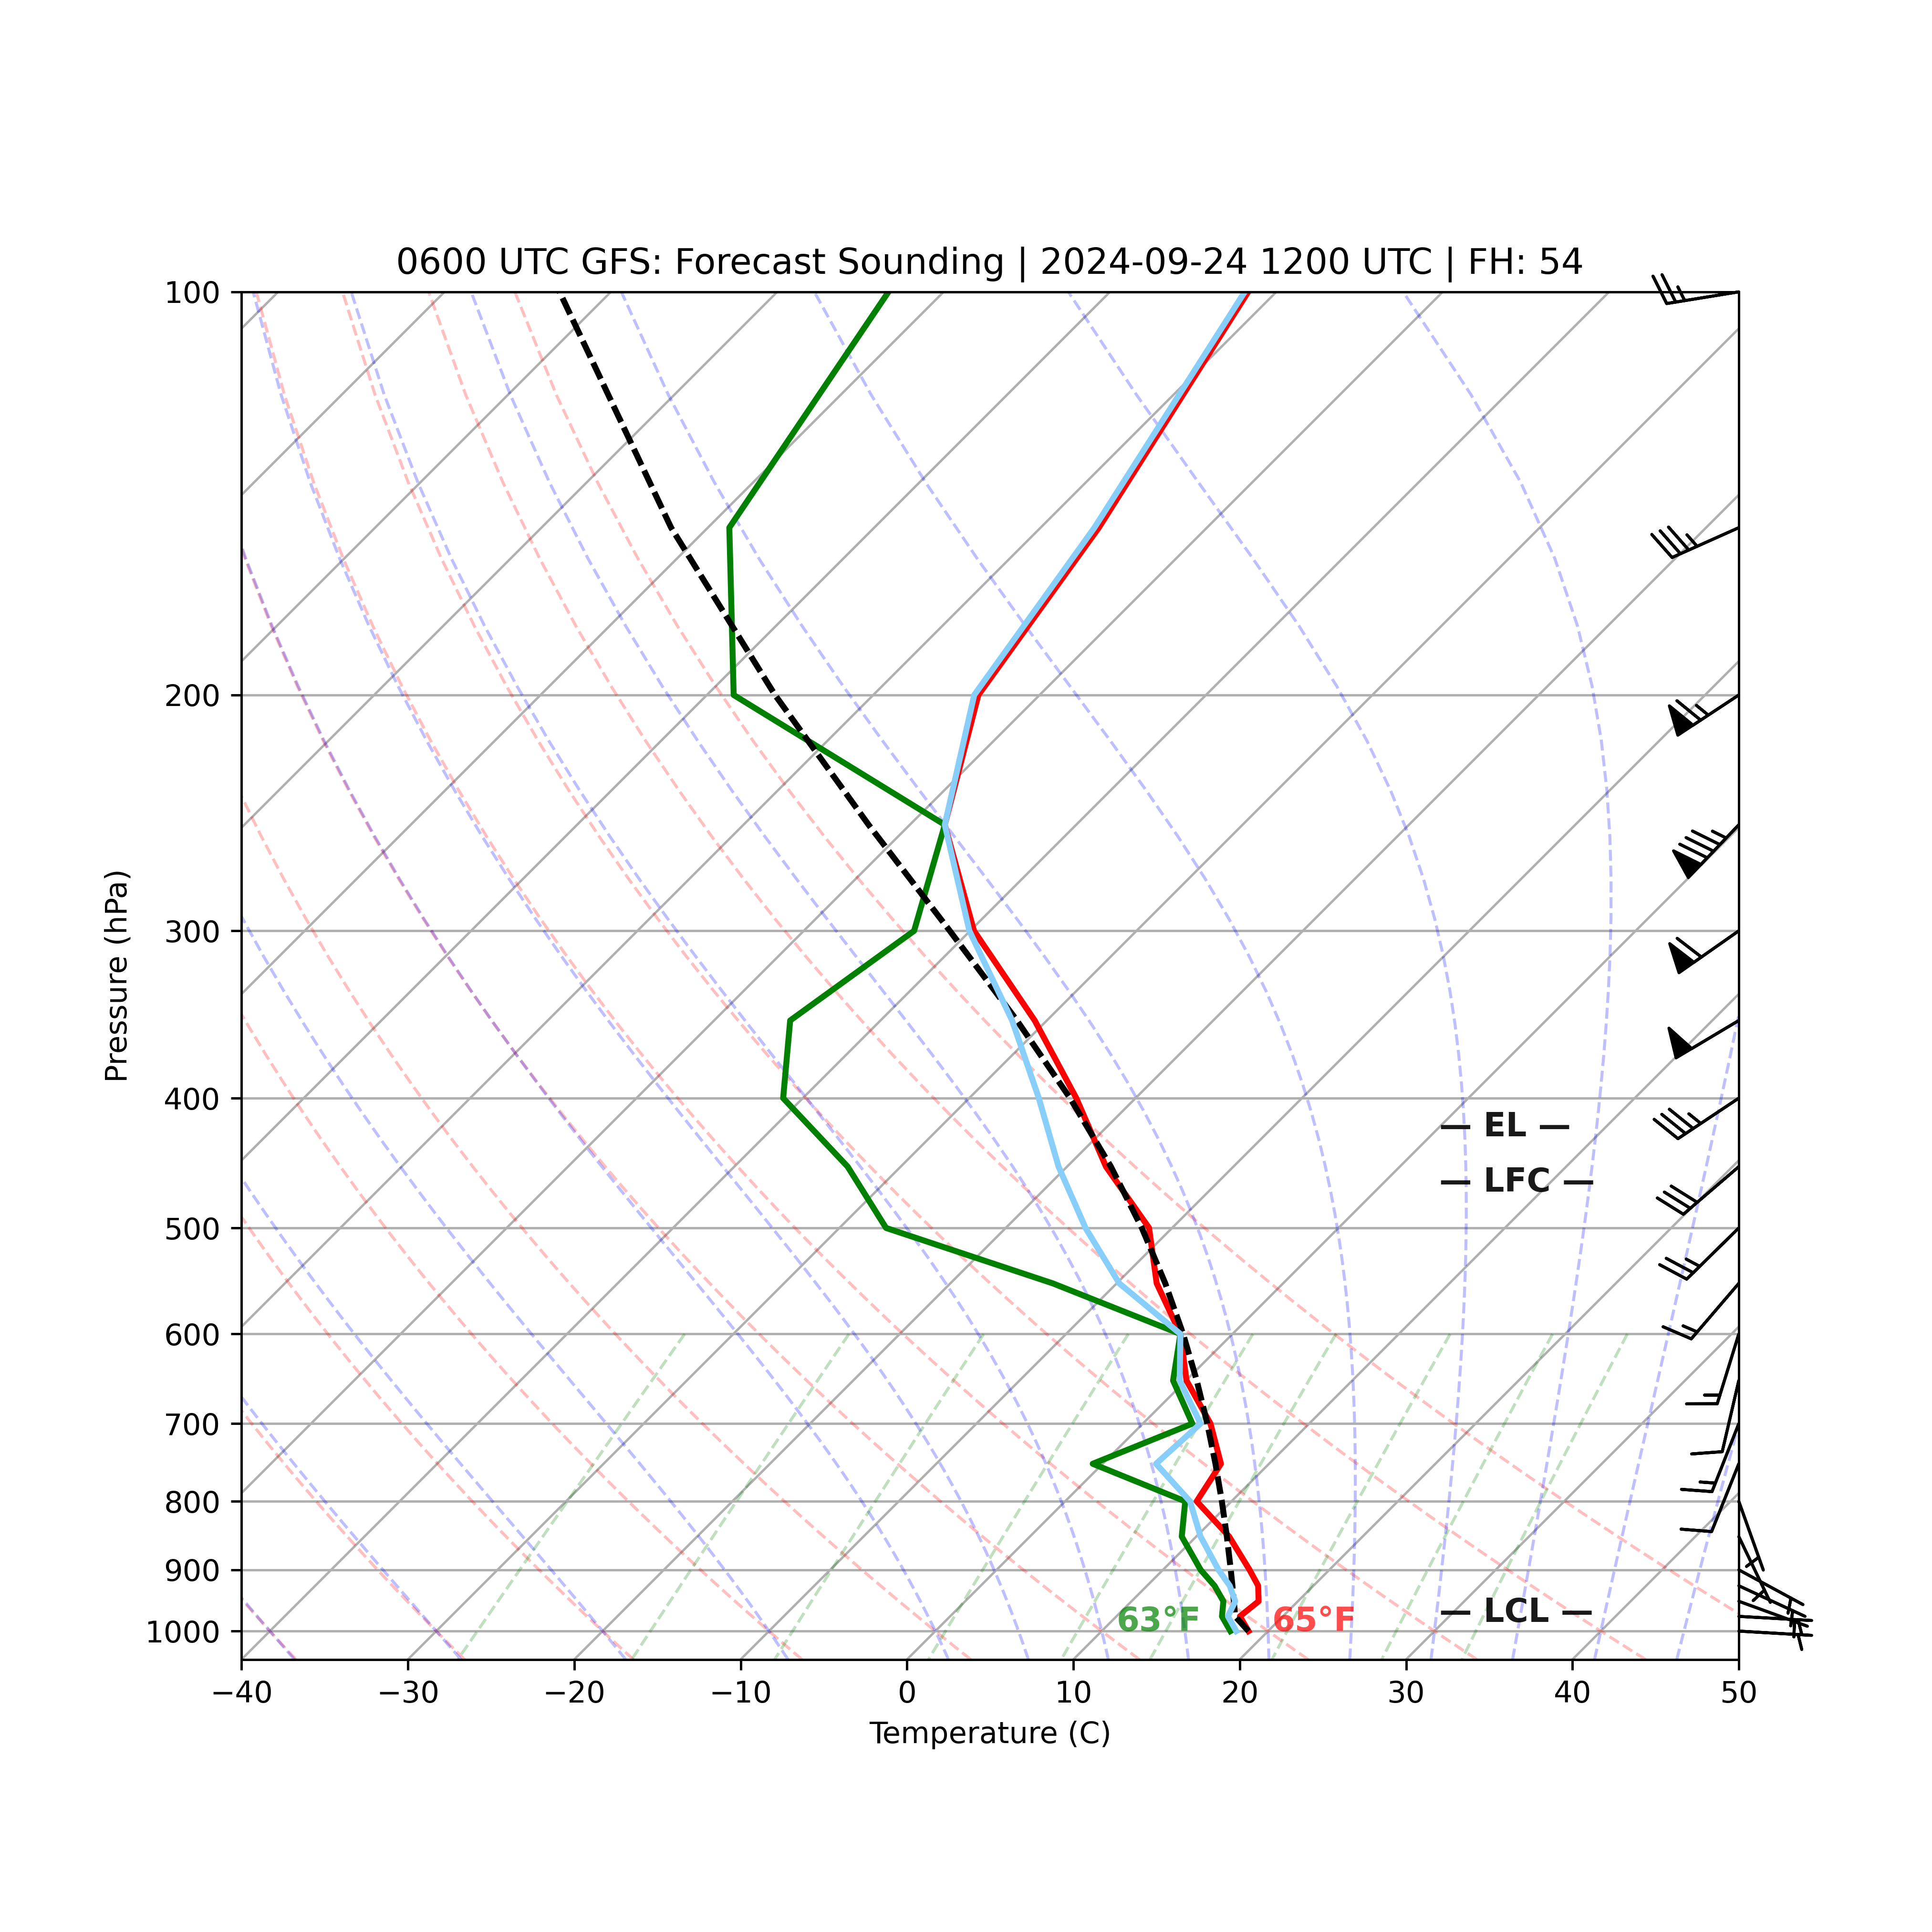 0600 UTC GFS: Forecast Sounding | 2024-09-24 1200 UTC | FH: 54
100
200
300
400
500
600
700
800
900
1000
Pressure (hPa)
— EL —
— LFC —
— LCL —
63°F 65°F
−40 −30 −20 −10 0 10 20 30 40 50
Temperature (C)